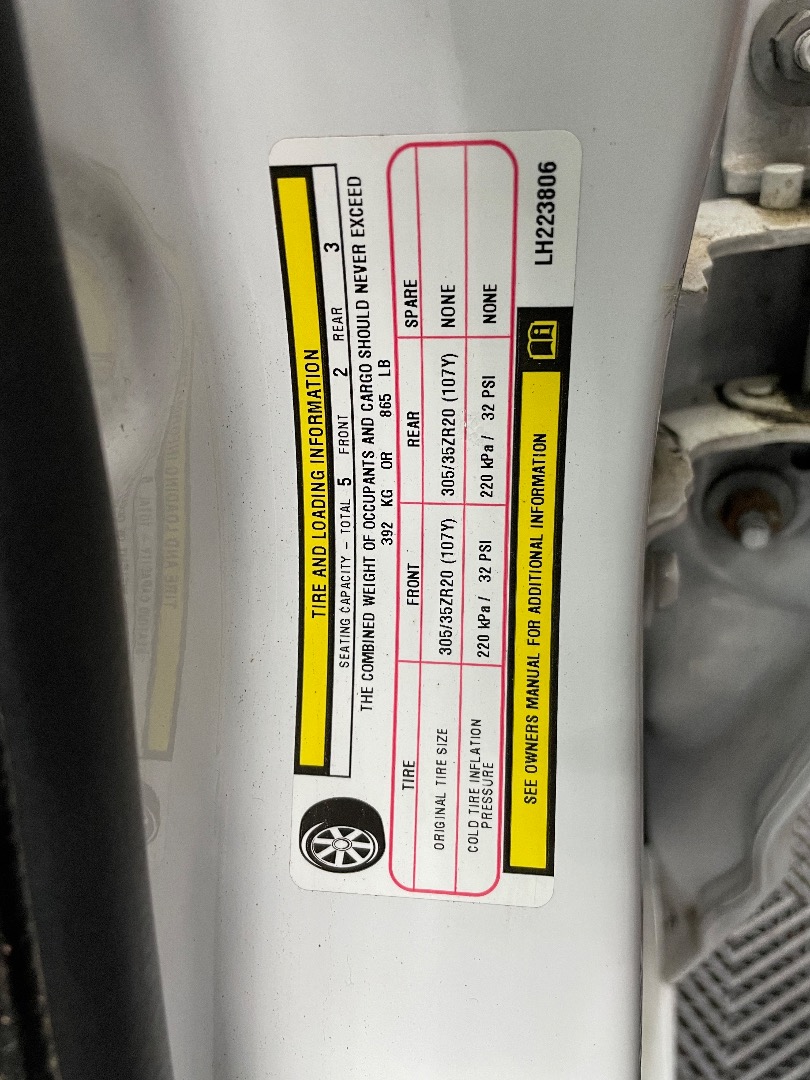 TIRE AND LOADING INFORMATION
SEATING CAPACITY - TOTAL 5 FRONT 2 REAR 3
THE COMBINED WEIGHT OF OCCUPANTS AND CARGO SHOULD NEVER EXCEED
392 KG OR 865 LB
TIRE FRONT REAR SPARE
ORIGINAL TIRE SIZE 305/35ZR20 (107Y) 305/35ZR20 (107Y) NONE
COLD TIRE INFLATION
PRESSURE 220 kPa / 32 PSI 220 kPa / 32 PSI NONE
SEE OWNERS MANUAL FOR ADDITIONAL INFORMATION
LH223806